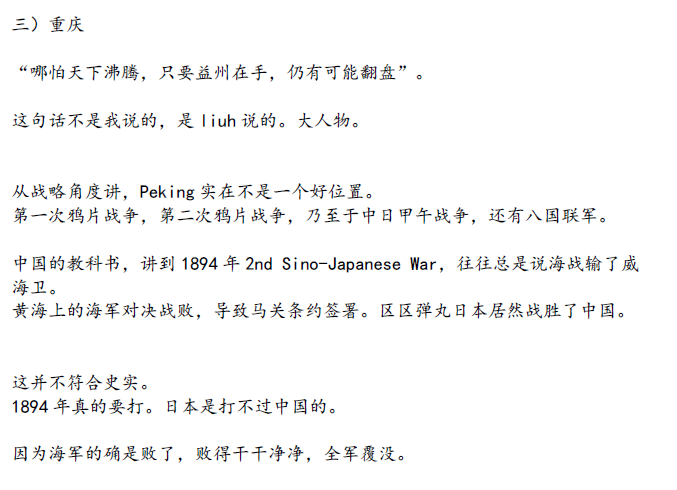 三）重庆
“哪怕天下沸腾，只要益州在手，仍有可能翻盘”。
这句话不是我说的，是 liuh 说的。大人物。
从战略角度讲，Peking 实在不是一个好位置。
第一次鸦片战争，第二次鸦片战争，乃至于中日甲午战争，还有八国联军。
中国的教科书，讲到 1894 年 2nd Sino-Japanese War，往往总是说海战输了威
海卫。
黄海上的海军对决战败，导致马关条约签署。区区弹丸日本居然战胜了中国。
这并不符合史实。
1894 年真的要打。日本是打不过中国的。
因为海军的确是败了，败得干干净净，全军覆没。